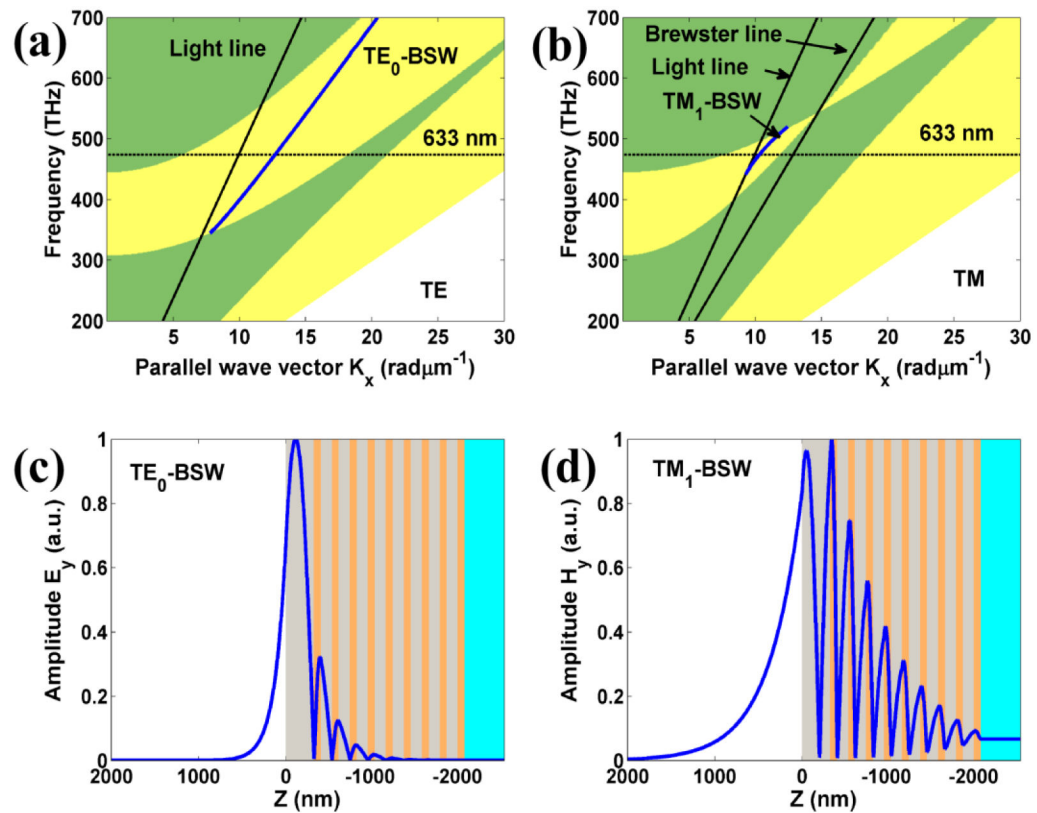 (a)
700
600
500
400
300
200
Frequency (THz)
Light line
TE0-BSW
633 nm
TE
5 10 15 20 25 30
Parallel wave vector Kx (radμm-1)
(b)
700
600
500
400
300
200
Frequency (THz)
Brewster line
Light line
TM1-BSW
633 nm
TM
5 10 15 20 25 30
Parallel wave vector Kx (radμm-1)
(c)
1
0.8
0.6
0.4
0.2
0
Amplitude Ey (a.u.)
TE0-BSW
2000 1000 0 -1000 -2000
Z (nm)
(d)
1
0.8
0.6
0.4
0.2
0
Amplitude Hy (a.u.)
TM1-BSW
2000 1000 0 -1000 -2000
Z (nm)